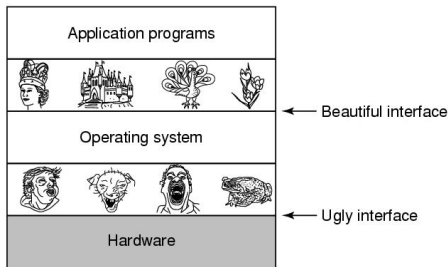 Application programs
Beautiful interface
Operating system
Ugly interface
Hardware